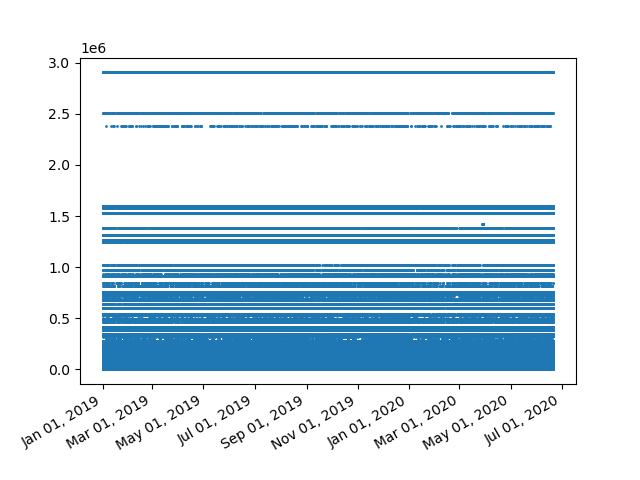 1e6
3.0
2.5
2.0
1.5
1.0
0.5
0.0
Jan 01, 2019
Mar 01, 2019
May 01, 2019
Jul 01, 2019
Sep 01, 2019
Nov 01, 2019
Jan 01, 2020
Mar 01, 2020
May 01, 2020
Jul 01, 2020